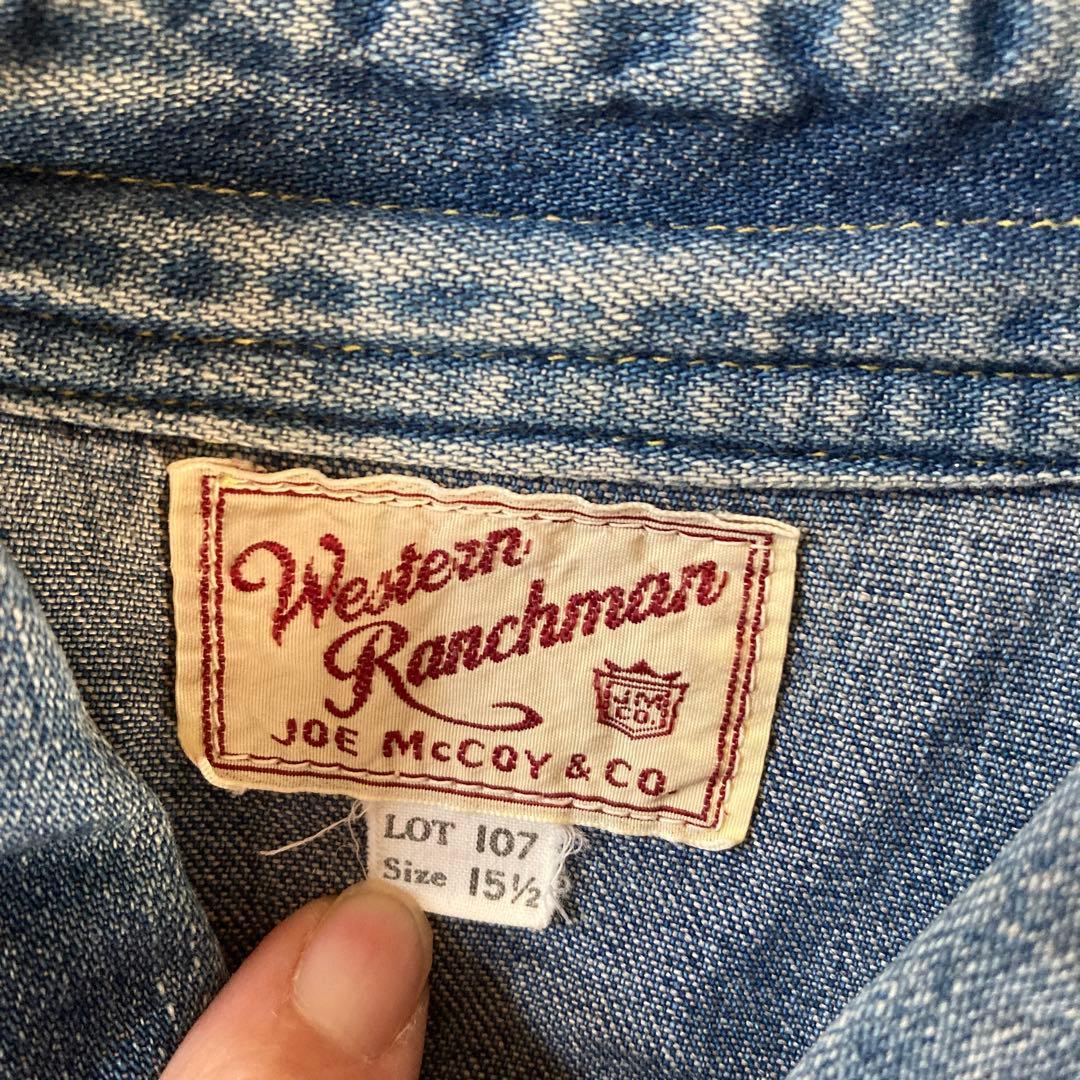 Western
Ranchman
J.M.
CO.
JOE McCOY & CO.
LOT 107
Size 15½